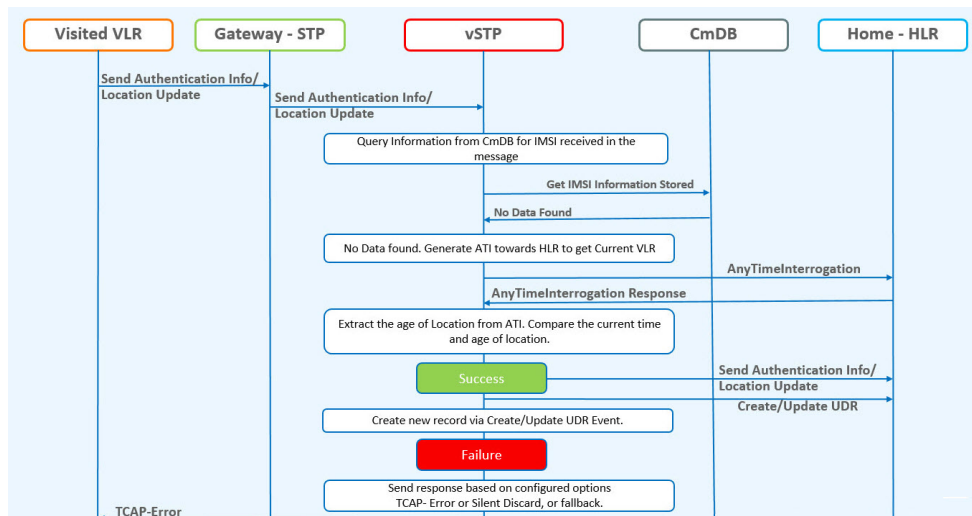 Visited VLR
Gateway - STP
vSTP
CmDB
Home - HLR
Send Authentication Info/
Location Update
Send Authentication Info/
Location Update
Query Information from CmDB for IMSI received in the
message
Get IMSI Information Stored
No Data Found
No Data found. Generate ATI towards HLR to get Current VLR
AnyTimeInterrogation
AnyTimeInterrogation Response
Extract the age of Location from ATI. Compare the current time
and age of location.
Success
Send Authentication Info/
Location Update
Create/Update UDR
Create new record via Create/Update UDR Event.
Failure
Send response based on configured options
TCAP- Error or Silent Discard, or fallback.
TCAP-Error